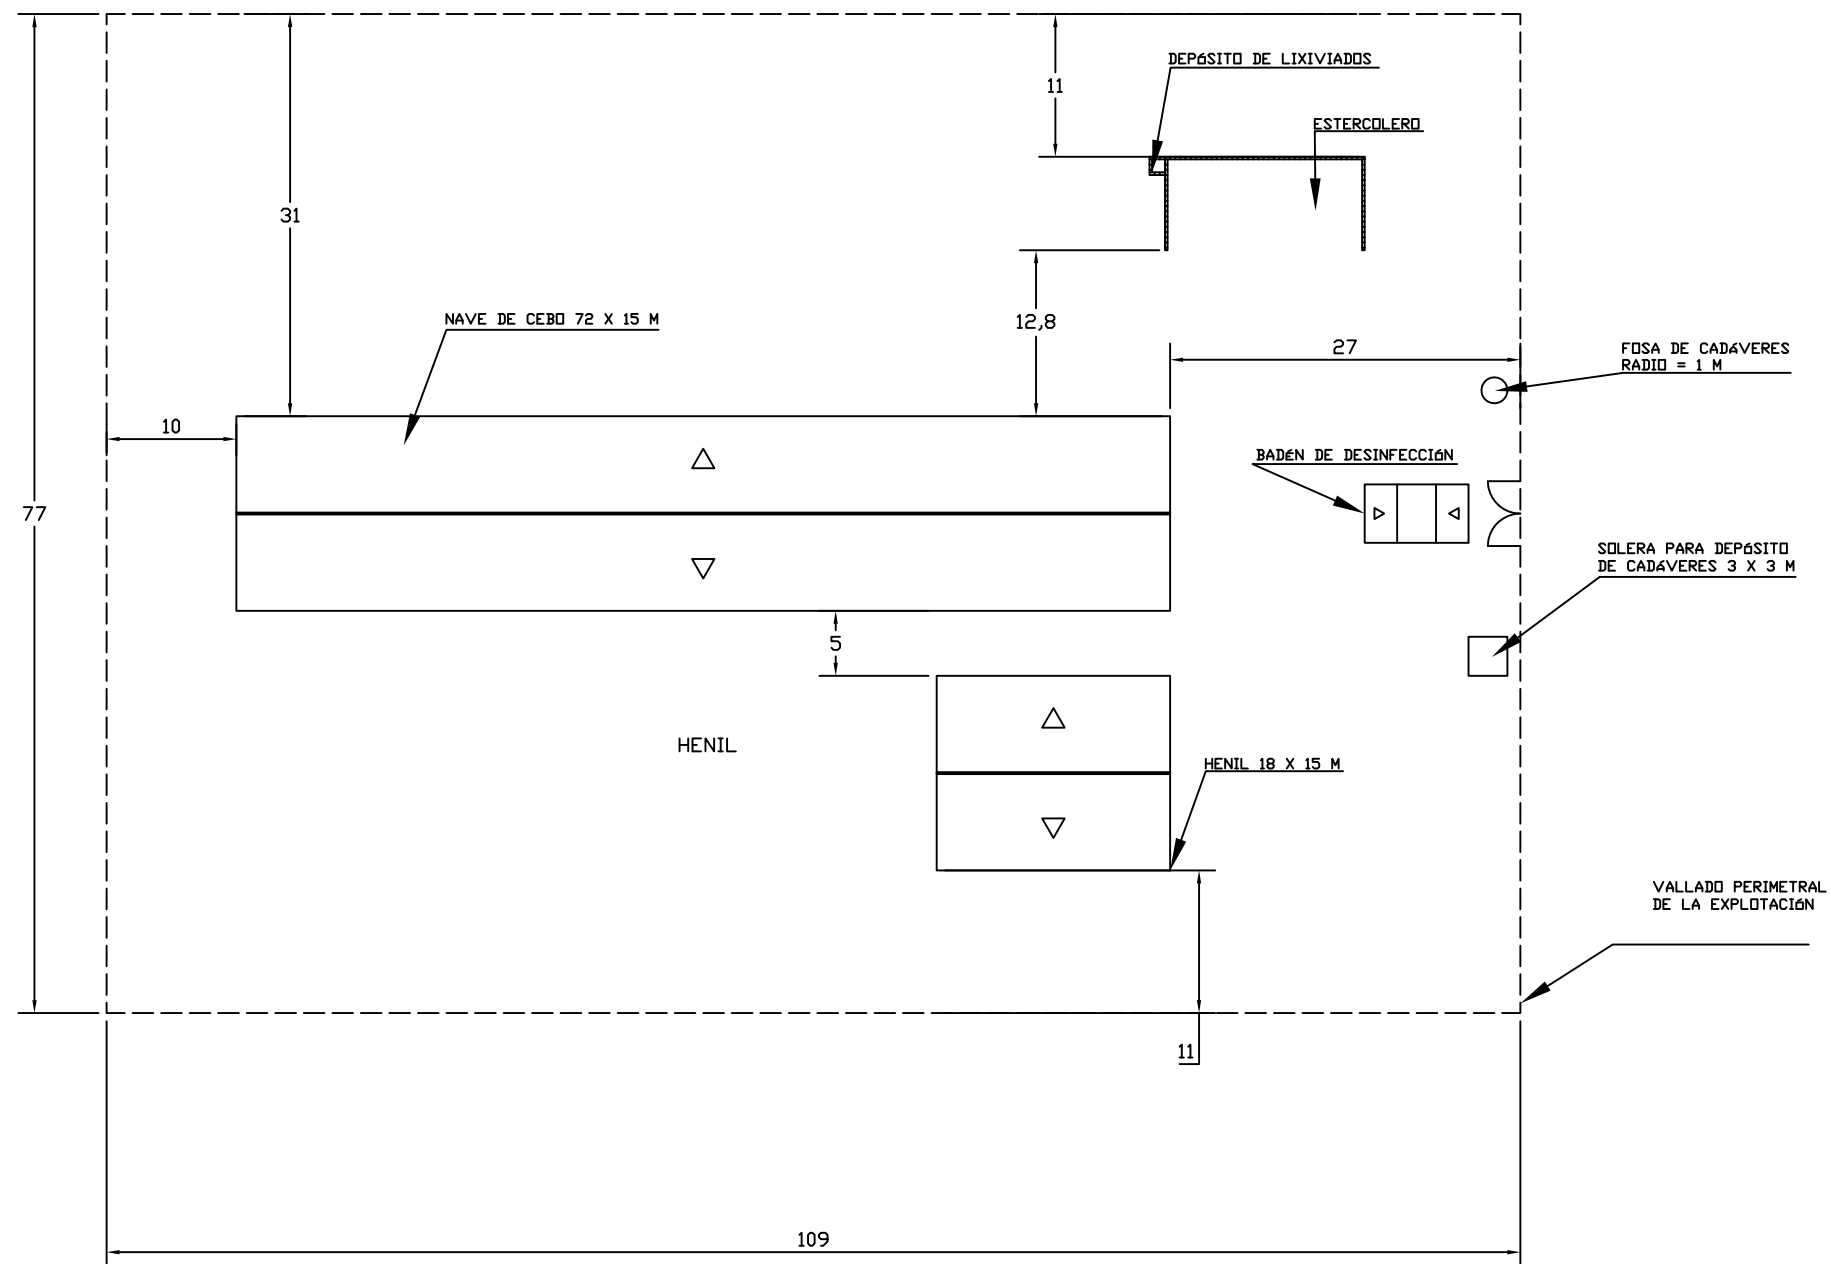 DEPÓSITO DE LIXIVIADOS
11
ESTERCOLERO
31
NAVE DE CEBO 72 X 15 M
12,8
27
FOSA DE CADÁVERES
RADIO = 1 M
10
BADÉN DE DESINFECCIÓN
77
SOLERA PARA DEPÓSITO
DE CADÁVERES 3 X 3 M
5
HENIL
HENIL 18 X 15 M
VALLADO PERIMETRAL
DE LA EXPLOTACIÓN
11
109